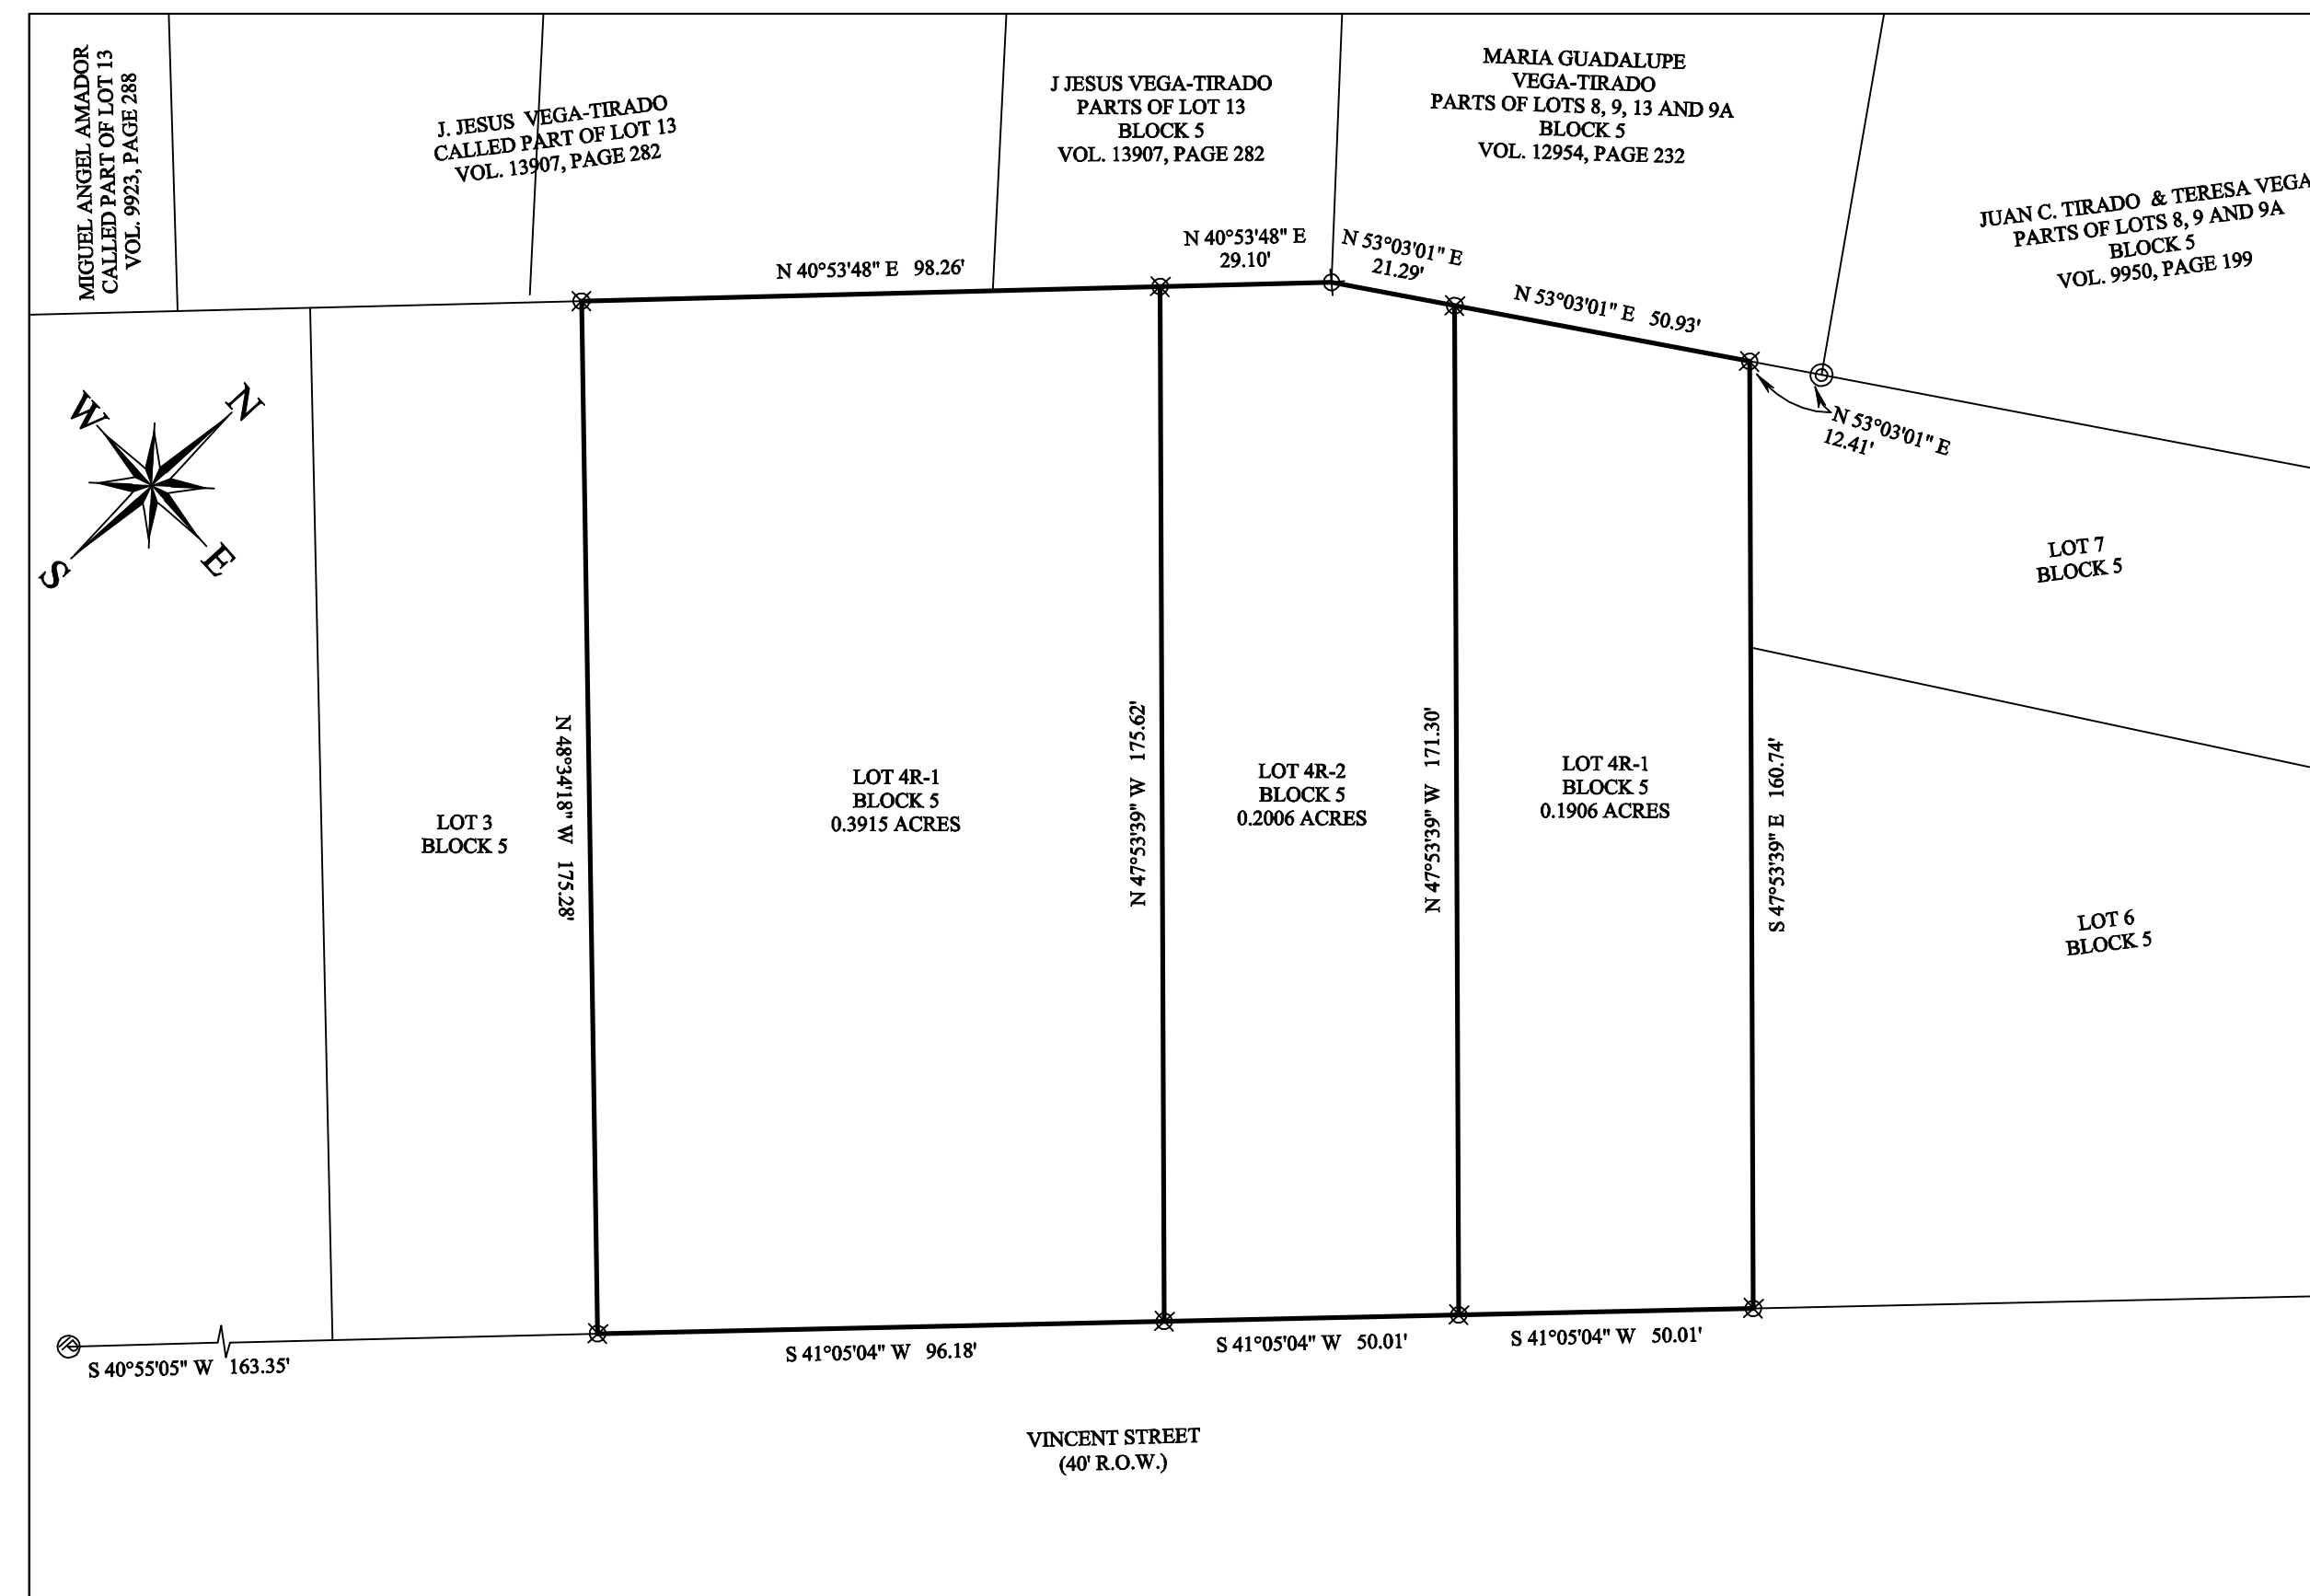 MIGUEL ANGEL AMADOR
CALLED PART OF LOT 13
VOL. 9923, PAGE 288
J. JESUS VEGA-TIRADO
CALLED PART OF LOT 13
VOL. 13907, PAGE 282
J JESUS VEGA-TIRADO
PARTS OF LOT 13
BLOCK 5
VOL. 13907, PAGE 282
MARIA GUADALUPE
VEGA-TIRADO
PARTS OF LOTS 8, 9, 13 AND 9A
BLOCK 5
VOL. 12954, PAGE 232
JUAN C. TIRADO & TERESA VEGA
PARTS OF LOTS 8, 9 AND 9A
BLOCK 5
VOL. 9950, PAGE 199
N 40°53'48" E 98.26'
N 40°53'48" E
29.10'
N 53°03'01" E
21.29'
N 53°03'01" E 50.93'
N 53°03'01" E
12.41'
W
N
S
E
LOT 7
BLOCK 5
LOT 3
BLOCK 5
N 48°34'18" W 175.28'
LOT 4R-1
BLOCK 5
0.3915 ACRES
N 47°53'39" W 175.62'
LOT 4R-2
BLOCK 5
0.2006 ACRES
N 47°53'39" W 171.30'
LOT 4R-1
BLOCK 5
0.1906 ACRES
S 47°53'39" E 160.74'
LOT 6
BLOCK 5
S 40°55'05" W 163.35'
S 41°05'04" W 96.18'
S 41°05'04" W 50.01'
S 41°05'04" W 50.01'
VINCENT STREET
(40' R.O.W.)